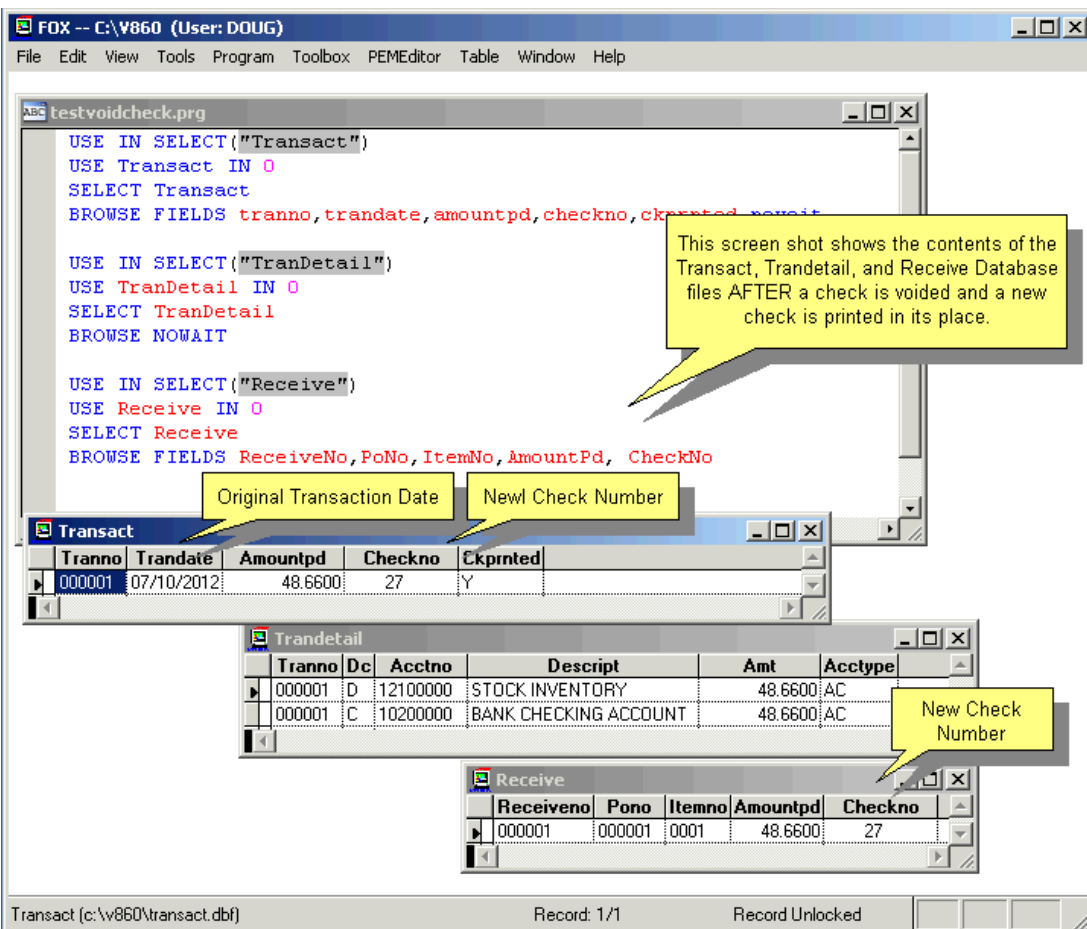 FOX -- C:\V860 (User: DOUG)
File Edit View Tools Program Toolbox PEMEditor Table Window Help
ABC testvoidcheck.prg
USE IN SELECT("Transact")
USE Transact IN 0
SELECT Transact
BROWSE FIELDS tranno,trandate,amountpd,checkno,ckprnted nowait
This screen shot shows the contents of the
Transact, Trandetail, and Receive Database
files AFTER a check is voided and a new
check is printed in its place.
USE IN SELECT("TranDetail")
USE TranDetail IN 0
SELECT TranDetail
BROWSE NOWAIT
USE IN SELECT("Receive")
USE Receive IN 0
SELECT Receive
BROWSE FIELDS ReceiveNo,PoNo,ItemNo,AmountPd, CheckNo
Original Transaction Date
Newl Check Number
Transact
Tranno Trandate Amountpd Checkno Ckprnted
000001 07/10/2012 48.6600 27 Y
Trandetail
Tranno Dc Acctno Descript Amt Acctype
000001 D 12100000 STOCK INVENTORY 48.6600 AC
000001 C 10200000 BANK CHECKING ACCOUNT 48.6600 AC
New Check
Number
Receive
Receiveno Pono Itemno Amountpd Checkno
000001 000001 0001 48.6600 27
Transact (c:\v860\transact.dbf) Record: 1/1 Record Unlocked